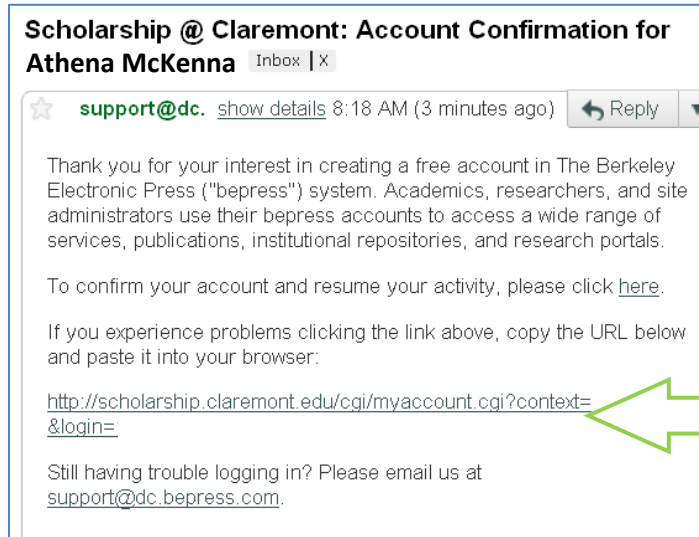 Scholarship @ Claremont: Account Confirmation for
Athena McKenna Inbox | X
support@dc. show details 8:18 AM (3 minutes ago) Reply
Thank you for your interest in creating a free account in The Berkeley
Electronic Press ("bepress") system. Academics, researchers, and site
administrators use their bepress accounts to access a wide range of
services, publications, institutional repositories, and research portals.
To confirm your account and resume your activity, please click here.
If you experience problems clicking the link above, copy the URL below
and paste it into your browser:
http://scholarship.claremont.edu/cgi/myaccount.cgi?context=
&login=
Still having trouble logging in? Please email us at
support@dc.bepress.com.